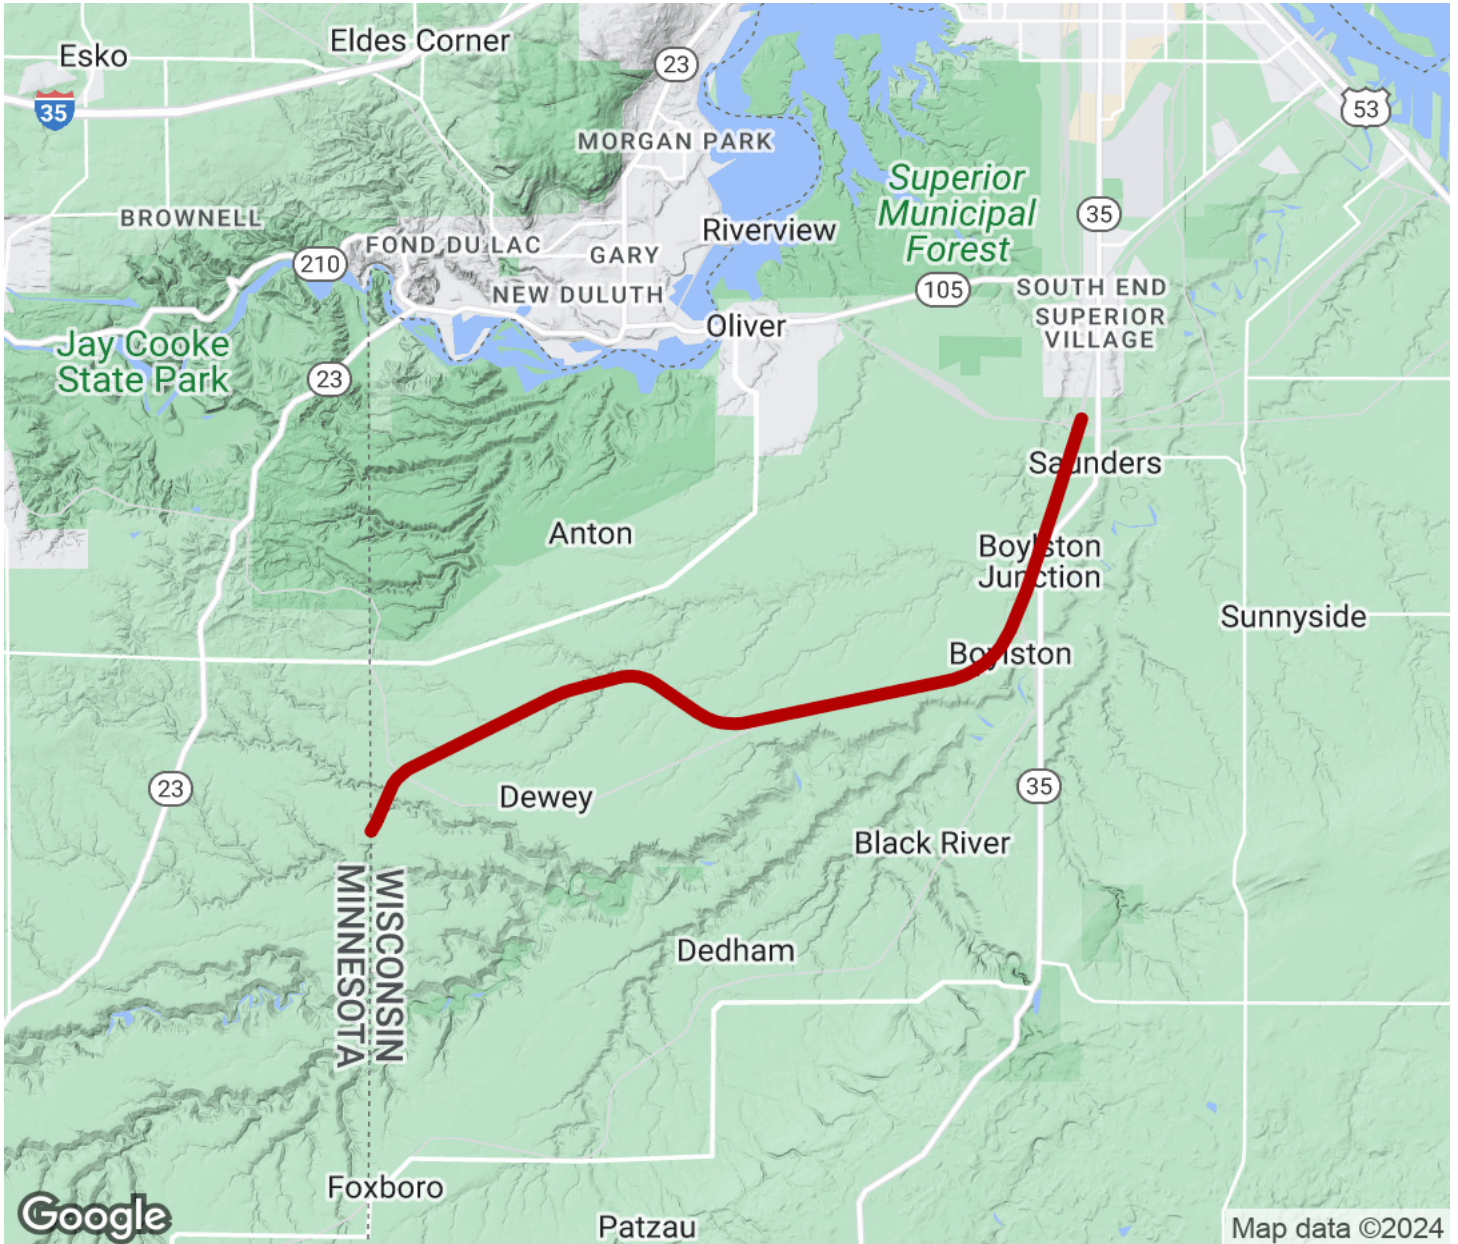 Esko
Eldes Corner
23
35
53
MORGAN PARK
Superior
Municipal
Forest
35
BROWNELL
FOND DU LAC
GARY
Riverview
210
NEW DULUTH
105
SOUTH END
SUPERIOR
VILLAGE
Oliver
Jay Cooke
State Park
23
Saunders
Anton
Boylston
Junction
Sunnyside
Boylston
23
Dewey
35
Black River
WISCONSIN
MINNESOTA
Dedham
Foxboro
Google
Patzau
Map data ©2024